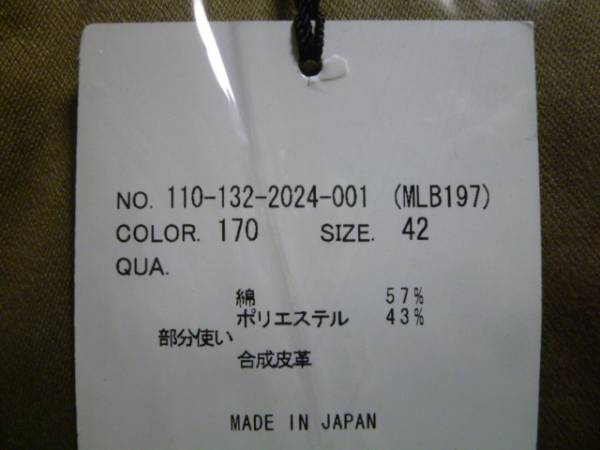 NO. 110-132-2024-001 (MLB197)
COLOR. 170 SIZE. 42
QUA.
綿 57%
ポリエステル 43%
部分使い
合成皮革
MADE IN JAPAN